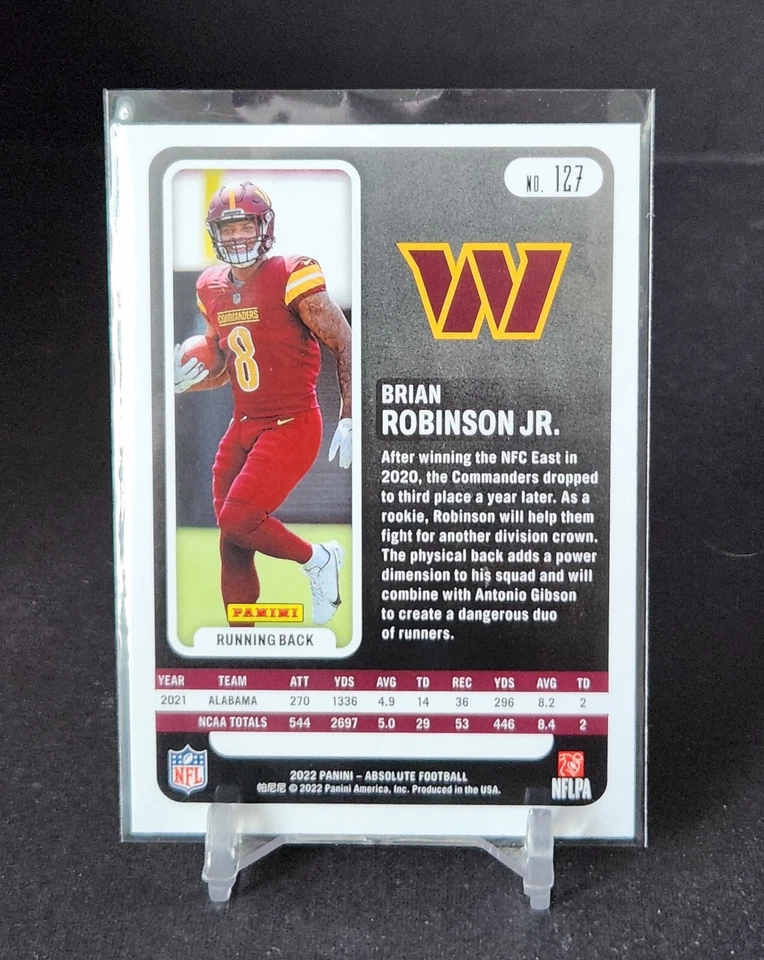 NO. 127
W
COMMANDERS
8
BRIAN
ROBINSON JR.
After winning the NFC East in
2020, the Commanders dropped
to third place a year later. As a
rookie, Robinson will help them
fight for another division crown.
The physical back adds a power
dimension to his squad and will
combine with Antonio Gibson
to create a dangerous duo
of runners.
PANINI
RUNNING BACK
YEAR TEAM ATT YDS AVG TD REC YDS AVG TD
2021 ALABAMA 270 1336 4.9 14 36 296 8.2 2
NCAA TOTALS 544 2697 5.0 29 53 446 8.4 2
NFL
2022 PANINI – ABSOLUTE FOOTBALL
帕尼尼 © 2022 Panini America, Inc. Produced in the USA.
NFLPA